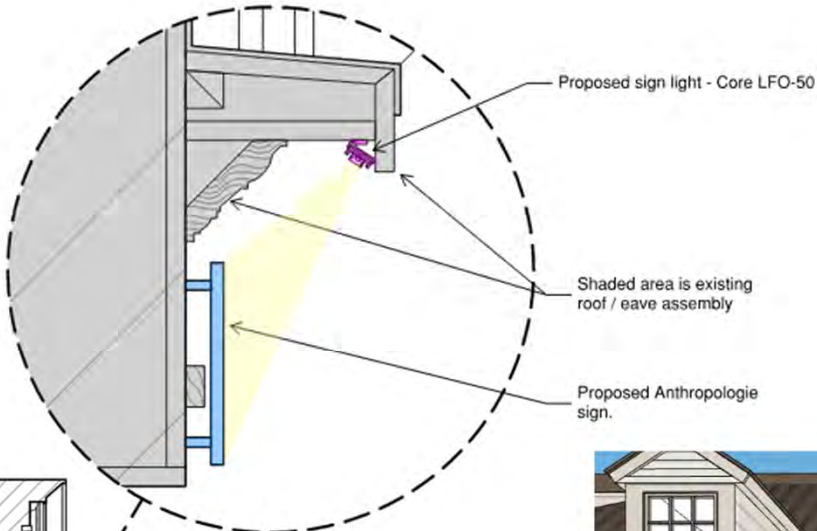 Proposed sign light - Core LFO-50
Shaded area is existing
roof / eave assembly
Proposed Anthropologie
sign.